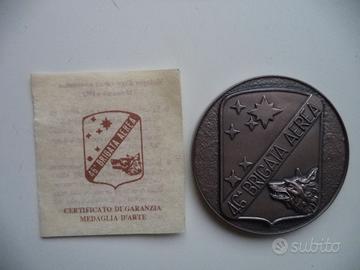 46ª BRIGATA AEREA
CERTIFICATO DI GARANZIA
MEDAGLIA D'ARTE
46ª BRIGATA AEREA
subito